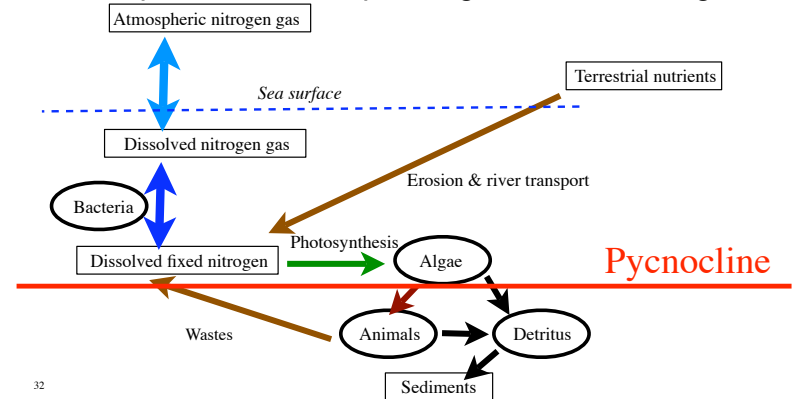 Atmospheric nitrogen gas
Terrestrial nutrients
Sea surface
Dissolved nitrogen gas
Erosion & river transport
Bacteria
Photosynthesis
Dissolved fixed nitrogen
Algae
Pycnocline
Wastes
Animals
Detritus
Sediments
32